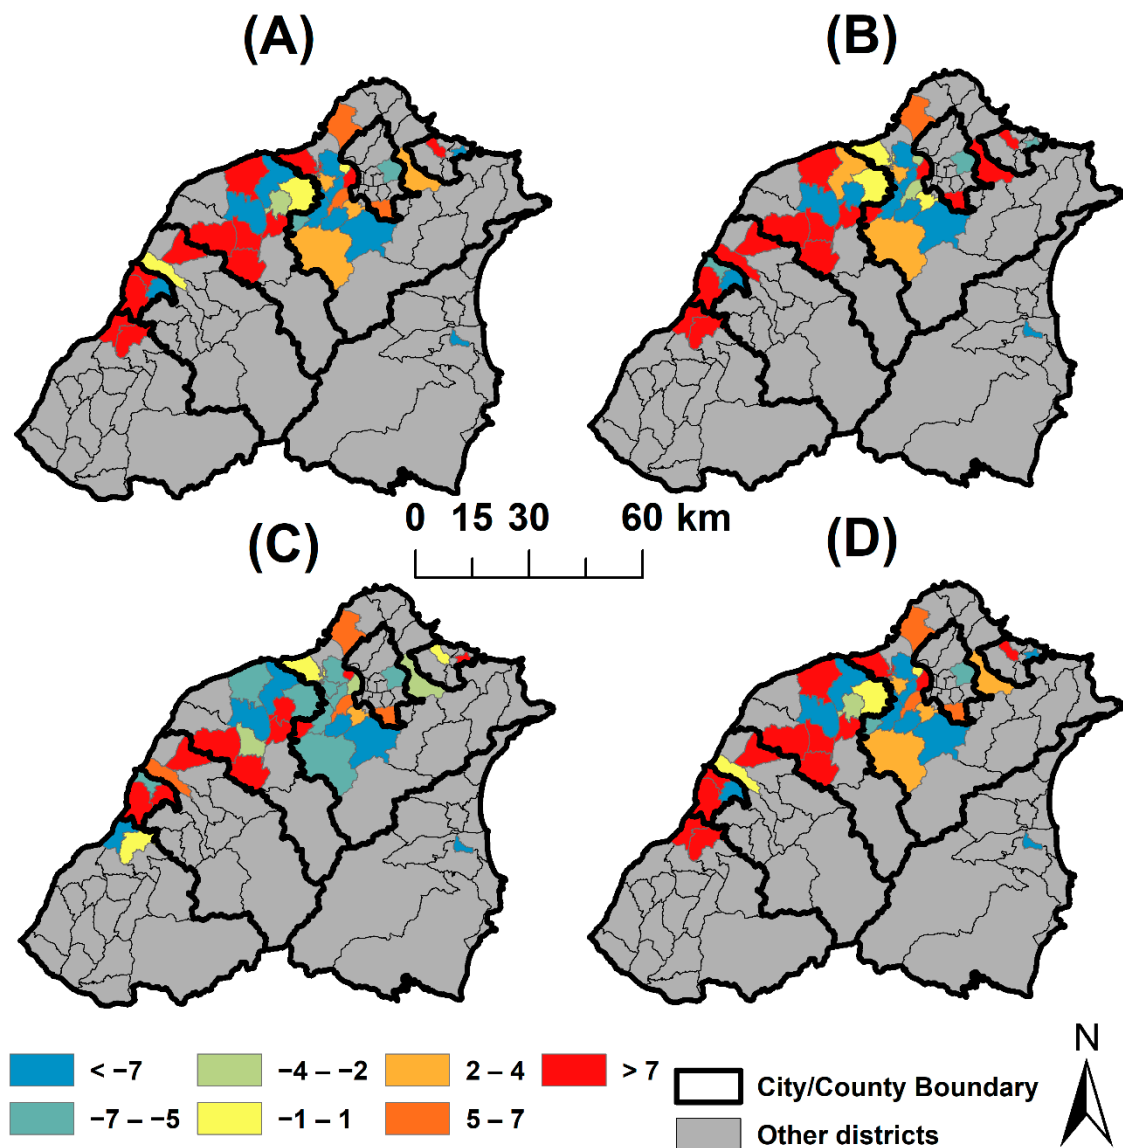 (A) (B)
0 15 30 60 km
(C) (D)
< −7 −4 – −2 2 – 4 > 7 City/County Boundary N
−7 – −5 −1 – 1 5 – 7 Other districts